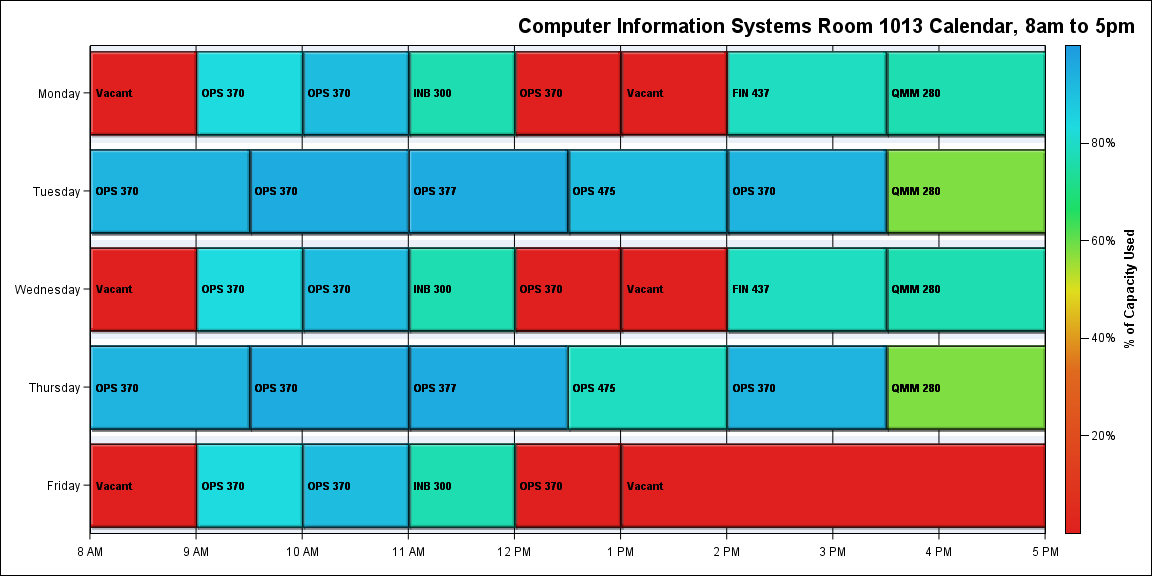 Computer Information Systems Room 1013 Calendar, 8am to 5pm
Monday
Vacant
OPS 370
OPS 370
INB 300
OPS 370
Vacant
FIN 437
QMM 280
Tuesday
OPS 370
OPS 370
OPS 377
OPS 475
OPS 370
QMM 280
Wednesday
Vacant
OPS 370
OPS 370
INB 300
OPS 370
Vacant
FIN 437
QMM 280
Thursday
OPS 370
OPS 370
OPS 377
OPS 475
OPS 370
QMM 280
Friday
Vacant
OPS 370
OPS 370
INB 300
OPS 370
Vacant
8 AM
9 AM
10 AM
11 AM
12 PM
1 PM
2 PM
3 PM
4 PM
5 PM
80%
60%
40%
20%
% of Capacity Used